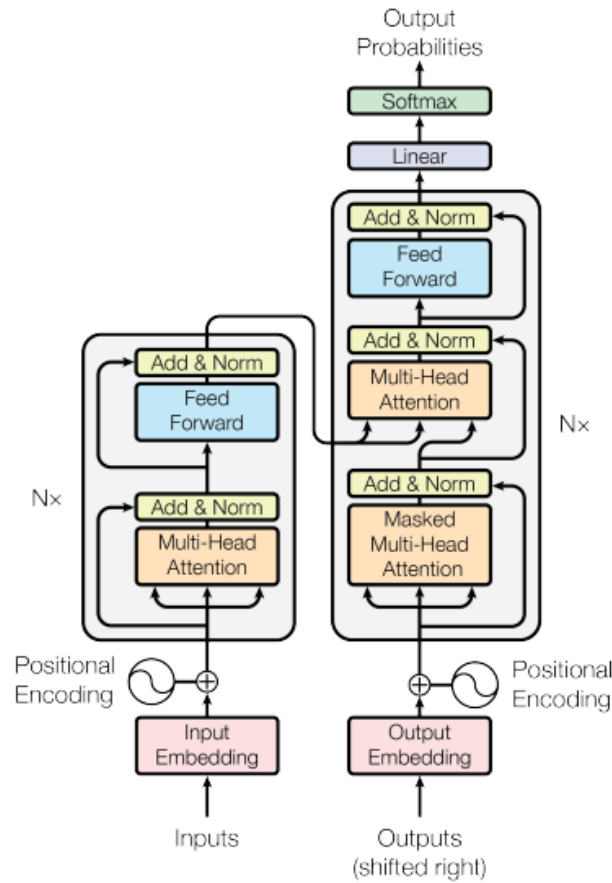 Output
Probabilities
Softmax
Linear
Add & Norm
Feed
Forward
Add & Norm
Multi-Head
Attention
Nx
Add & Norm
Masked
Multi-Head
Attention
Add & Norm
Feed
Forward
Nx
Add & Norm
Multi-Head
Attention
Positional
Encoding
Positional
Encoding
Input
Embedding
Output
Embedding
Inputs
Outputs
(shifted right)